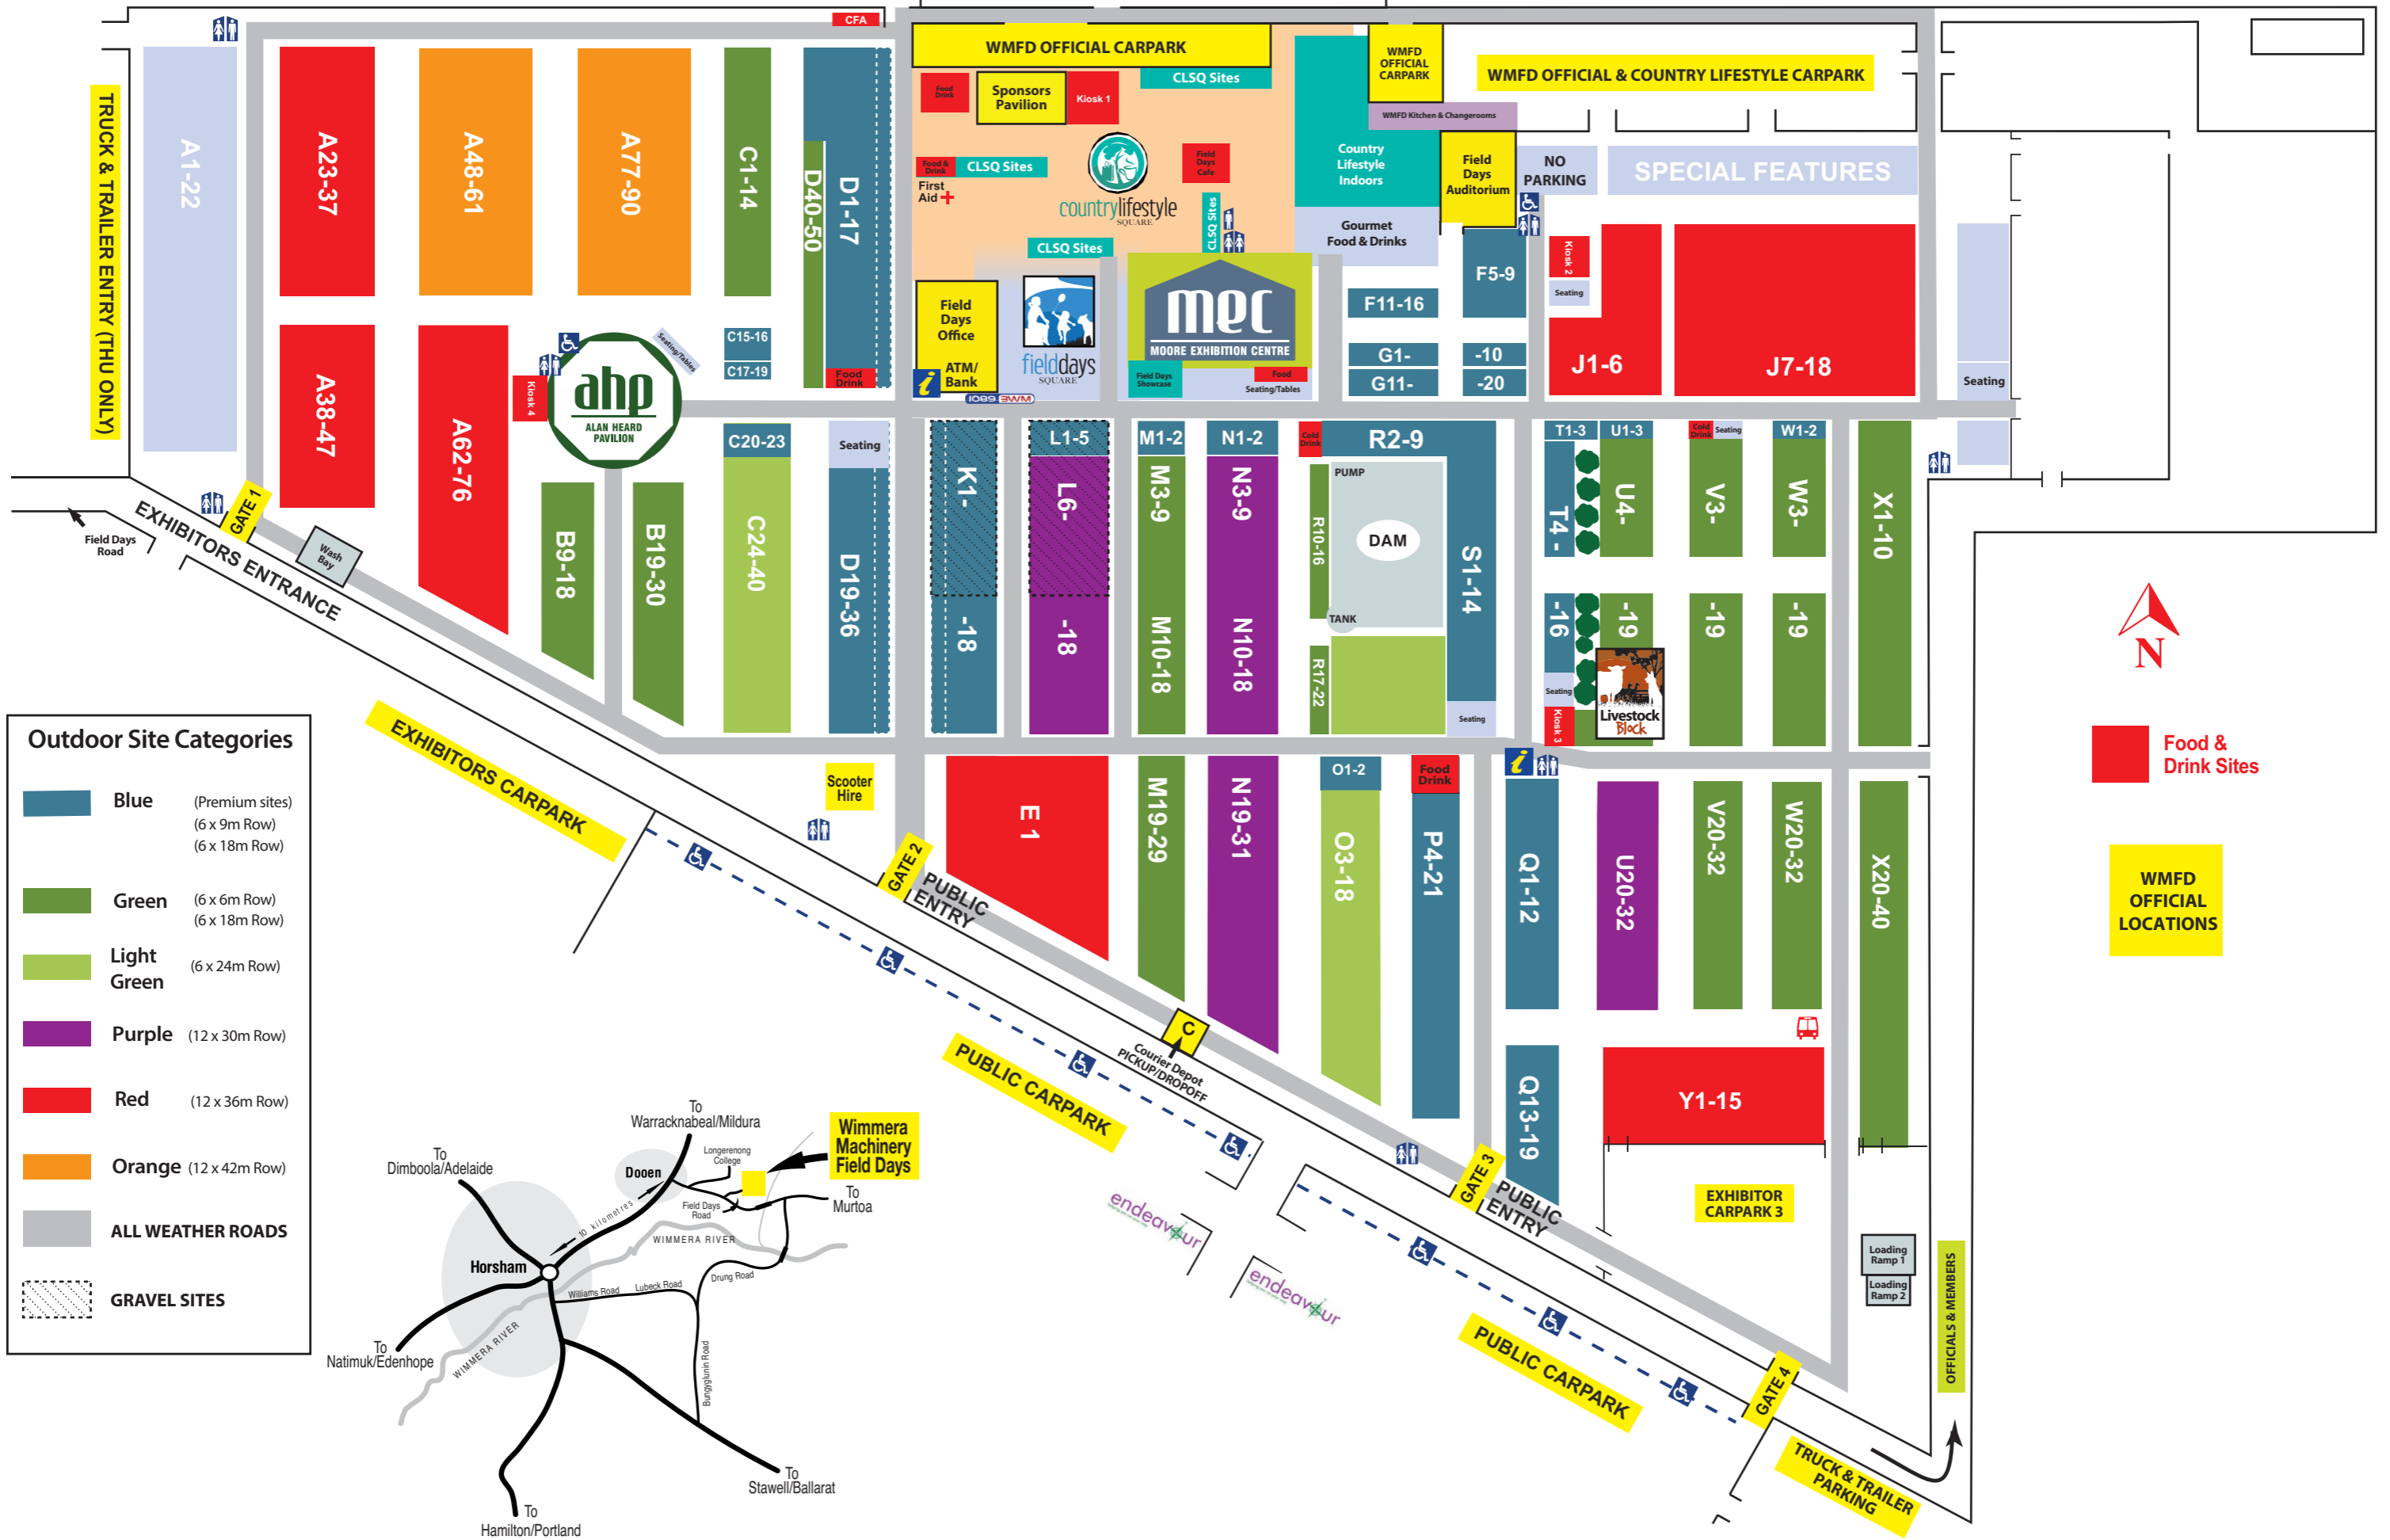 CFA
WMFD OFFICIAL CARPARK
WMFD
OFFICIAL
CARPARK
WMFD OFFICIAL & COUNTRY LIFESTYLE CARPARK
TRUCK & TRAILER ENTRY (THU ONLY)
A1-22
A23-37
A48-61
A77-90
C1-14
D40-50
D1-17
Food
Drink
Sponsors
Pavilion
Kiosk 1
CLSQ Sites
WMFD Kitchen & Changerooms
Food &
Drink
CLSQ Sites
First
Aid
countrylifestyle
SQUARE
Field
Days
Cafe
CLSQ Sites
CLSQ Sites
Country
Lifestyle
Indoors
Field
Days
Auditorium
NO
PARKING
SPECIAL FEATURES
Gourmet
Food & Drinks
F5-9
F11-16
Kiosk 2
Seating
J1-6
J7-18
Seating
G1-
-10
G11-
-20
Field
Days
Office
ATM/
Bank
i
1089 3WM
fielddays
SQUARE
mec
MOORE EXHIBITION CENTRE
Field Days
Showcase
Food
Seating/Tables
A38-47
A62-76
Kiosk 4
ahp
ALAN HEARD
PAVILION
Seating/Tables
C15-16
C17-19
Food
Drink
C20-23
Seating
C24-40
D19-36
B9-18
B19-30
K1-
-18
L1-5
L6-
-18
M1-2
M3-9
M10-18
N1-2
N3-9
N10-18
Cold
Drink
R2-9
PUMP
DAM
TANK
R10-16
R17-22
S1-14
Seating
T1-3
T4 -
-16
Seating
Kiosk 3
U1-3
U4-
-19
Livestock
Block
Cold
Drink
Seating
V3-
-19
W1-2
W3-
-19
X1-10
GATE 1
Wash
Bay
Field Days
Road
EXHIBITORS ENTRANCE
EXHIBITORS CARPARK
Scooter
Hire
GATE 2
PUBLIC
ENTRY
E 1
M19-29
N19-31
O1-2
O3-18
Food
Drink
P4-21
i
Q1-12
Q13-19
U20-32
V20-32
W20-32
X20-40
Y1-15
C
Courier Depot
PICKUP/DROPOFF
PUBLIC CARPARK
GATE 3
PUBLIC
ENTRY
EXHIBITOR
CARPARK 3
Loading
Ramp 1
Loading
Ramp 2
OFFICIALS & MEMBERS
PUBLIC CARPARK
GATE 4
TRUCK & TRAILER
PARKING
endeavour
endeavour
N
Food &
Drink Sites
WMFD
OFFICIAL
LOCATIONS
Outdoor Site Categories
Blue (Premium sites)
(6 x 9m Row)
(6 x 18m Row)
Green (6 x 6m Row)
(6 x 18m Row)
Light
Green (6 x 24m Row)
Purple (12 x 30m Row)
Red (12 x 36m Row)
Orange (12 x 42m Row)
ALL WEATHER ROADS
GRAVEL SITES
To
Warracknabeal/Mildura
To
Dimboola/Adelaide
Longerenong
College
Dooen
Wimmera
Machinery
Field Days
To
Murtoa
Field Days
Road
10 kilometres
WIMMERA RIVER
Horsham
Williams Road
Lubeck Road
Drung Road
Bungyglunin Road
To
Natimuk/Edenhope
WIMMERA RIVER
To
Stawell/Ballarat
To
Hamilton/Portland